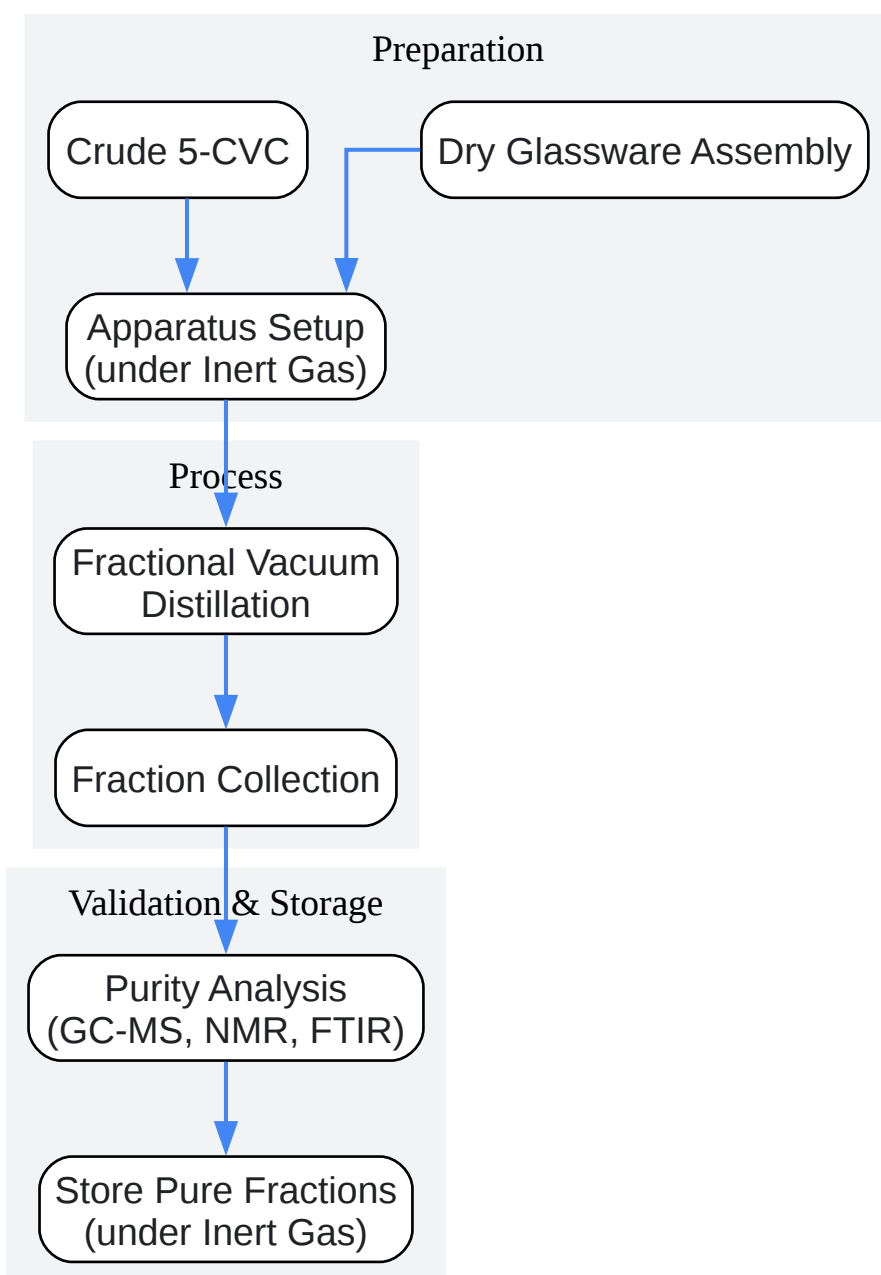 Preparation
Crude 5-CVC
Dry Glassware Assembly
Apparatus Setup
(under Inert Gas)
Process
Fractional Vacuum
Distillation
Fraction Collection
Validation & Storage
Purity Analysis
(GC-MS, NMR, FTIR)
Store Pure Fractions
(under Inert Gas)